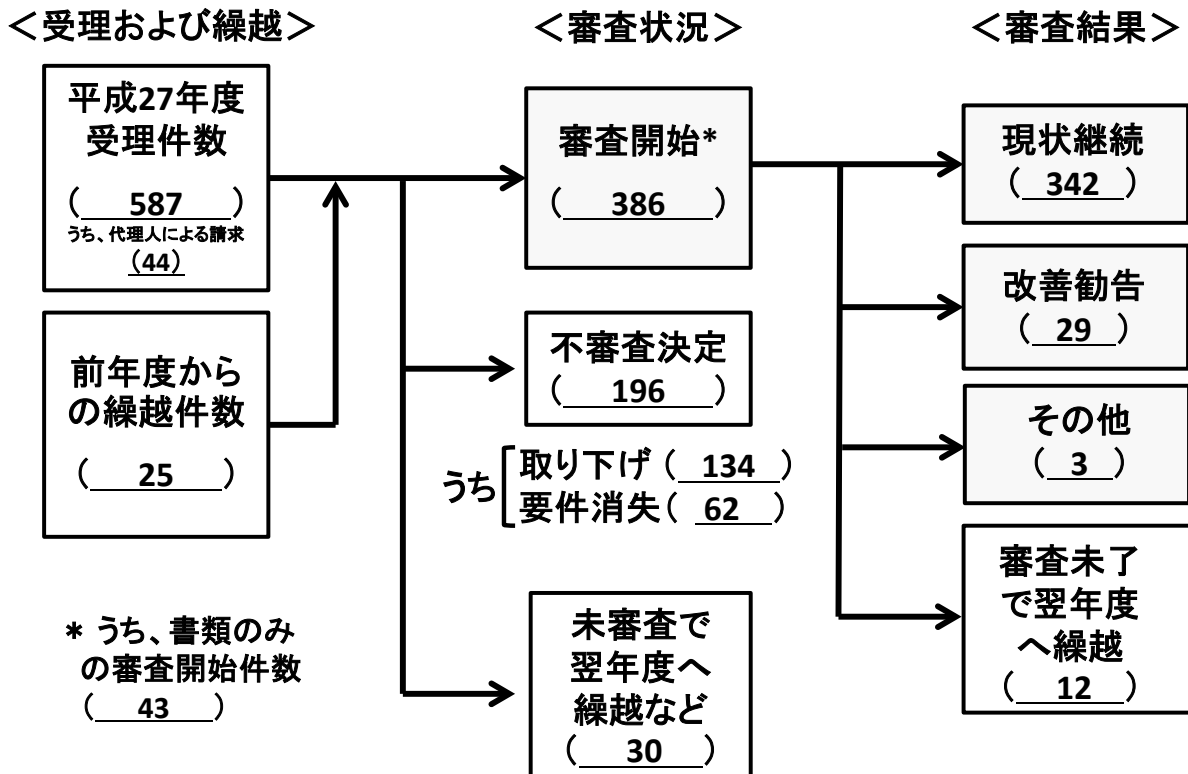 ＜受理および繰越＞
平成27年度
受理件数
(587)
うち、代理人による請求
(44)
前年度から
の繰越件数
(25)
* うち、書類のみ
の審査開始件数
(43)
＜審査状況＞
審査開始*
(386)
不審査決定
(196)
うち
取り下げ(134)
要件消失(62)
未審査で
翌年度へ
繰越など
(30)
＜審査結果＞
現状継続
(342)
改善勧告
(29)
その他
(3)
審査未了
で翌年度
へ繰越
(12)